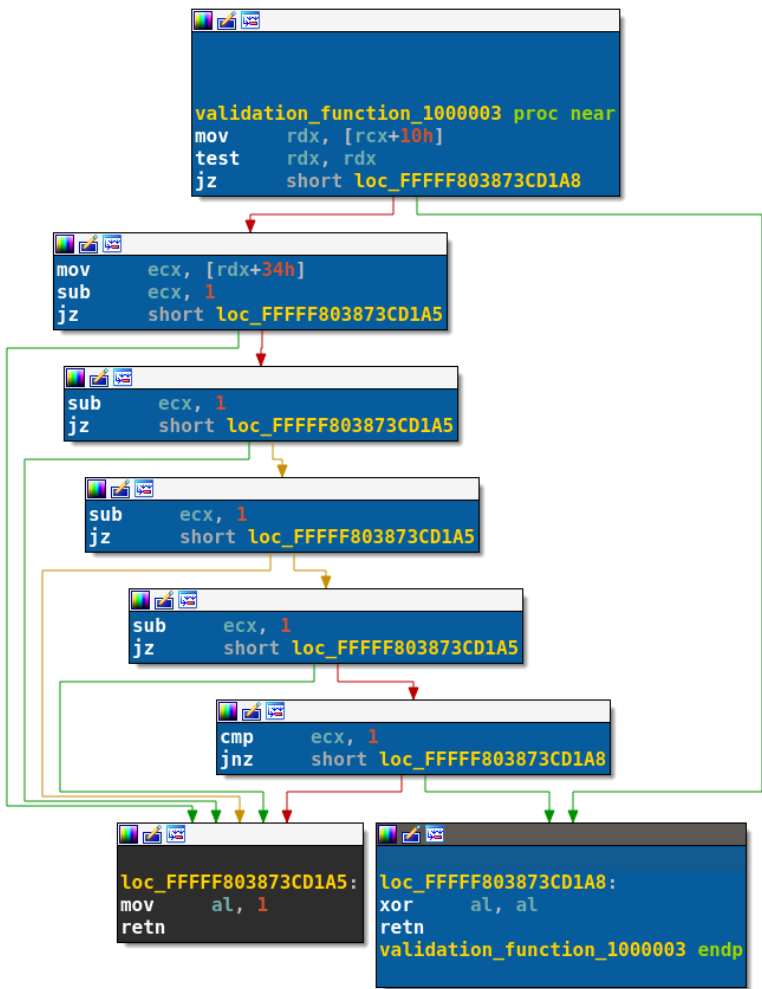 validation_function_1000003 proc near
mov rdx, [rcx+10h]
test rdx, rdx
jz short loc_FFFFF803873CD1A8
mov ecx, [rdx+34h]
sub ecx, 1
jz short loc_FFFFF803873CD1A5
sub ecx, 1
jz short loc_FFFFF803873CD1A5
sub ecx, 1
jz short loc_FFFFF803873CD1A5
sub ecx, 1
jz short loc_FFFFF803873CD1A5
cmp ecx, 1
jnz short loc_FFFFF803873CD1A8
loc_FFFFF803873CD1A5:
mov al, 1
retn
loc_FFFFF803873CD1A8:
xor al, al
retn
validation_function_1000003 endp